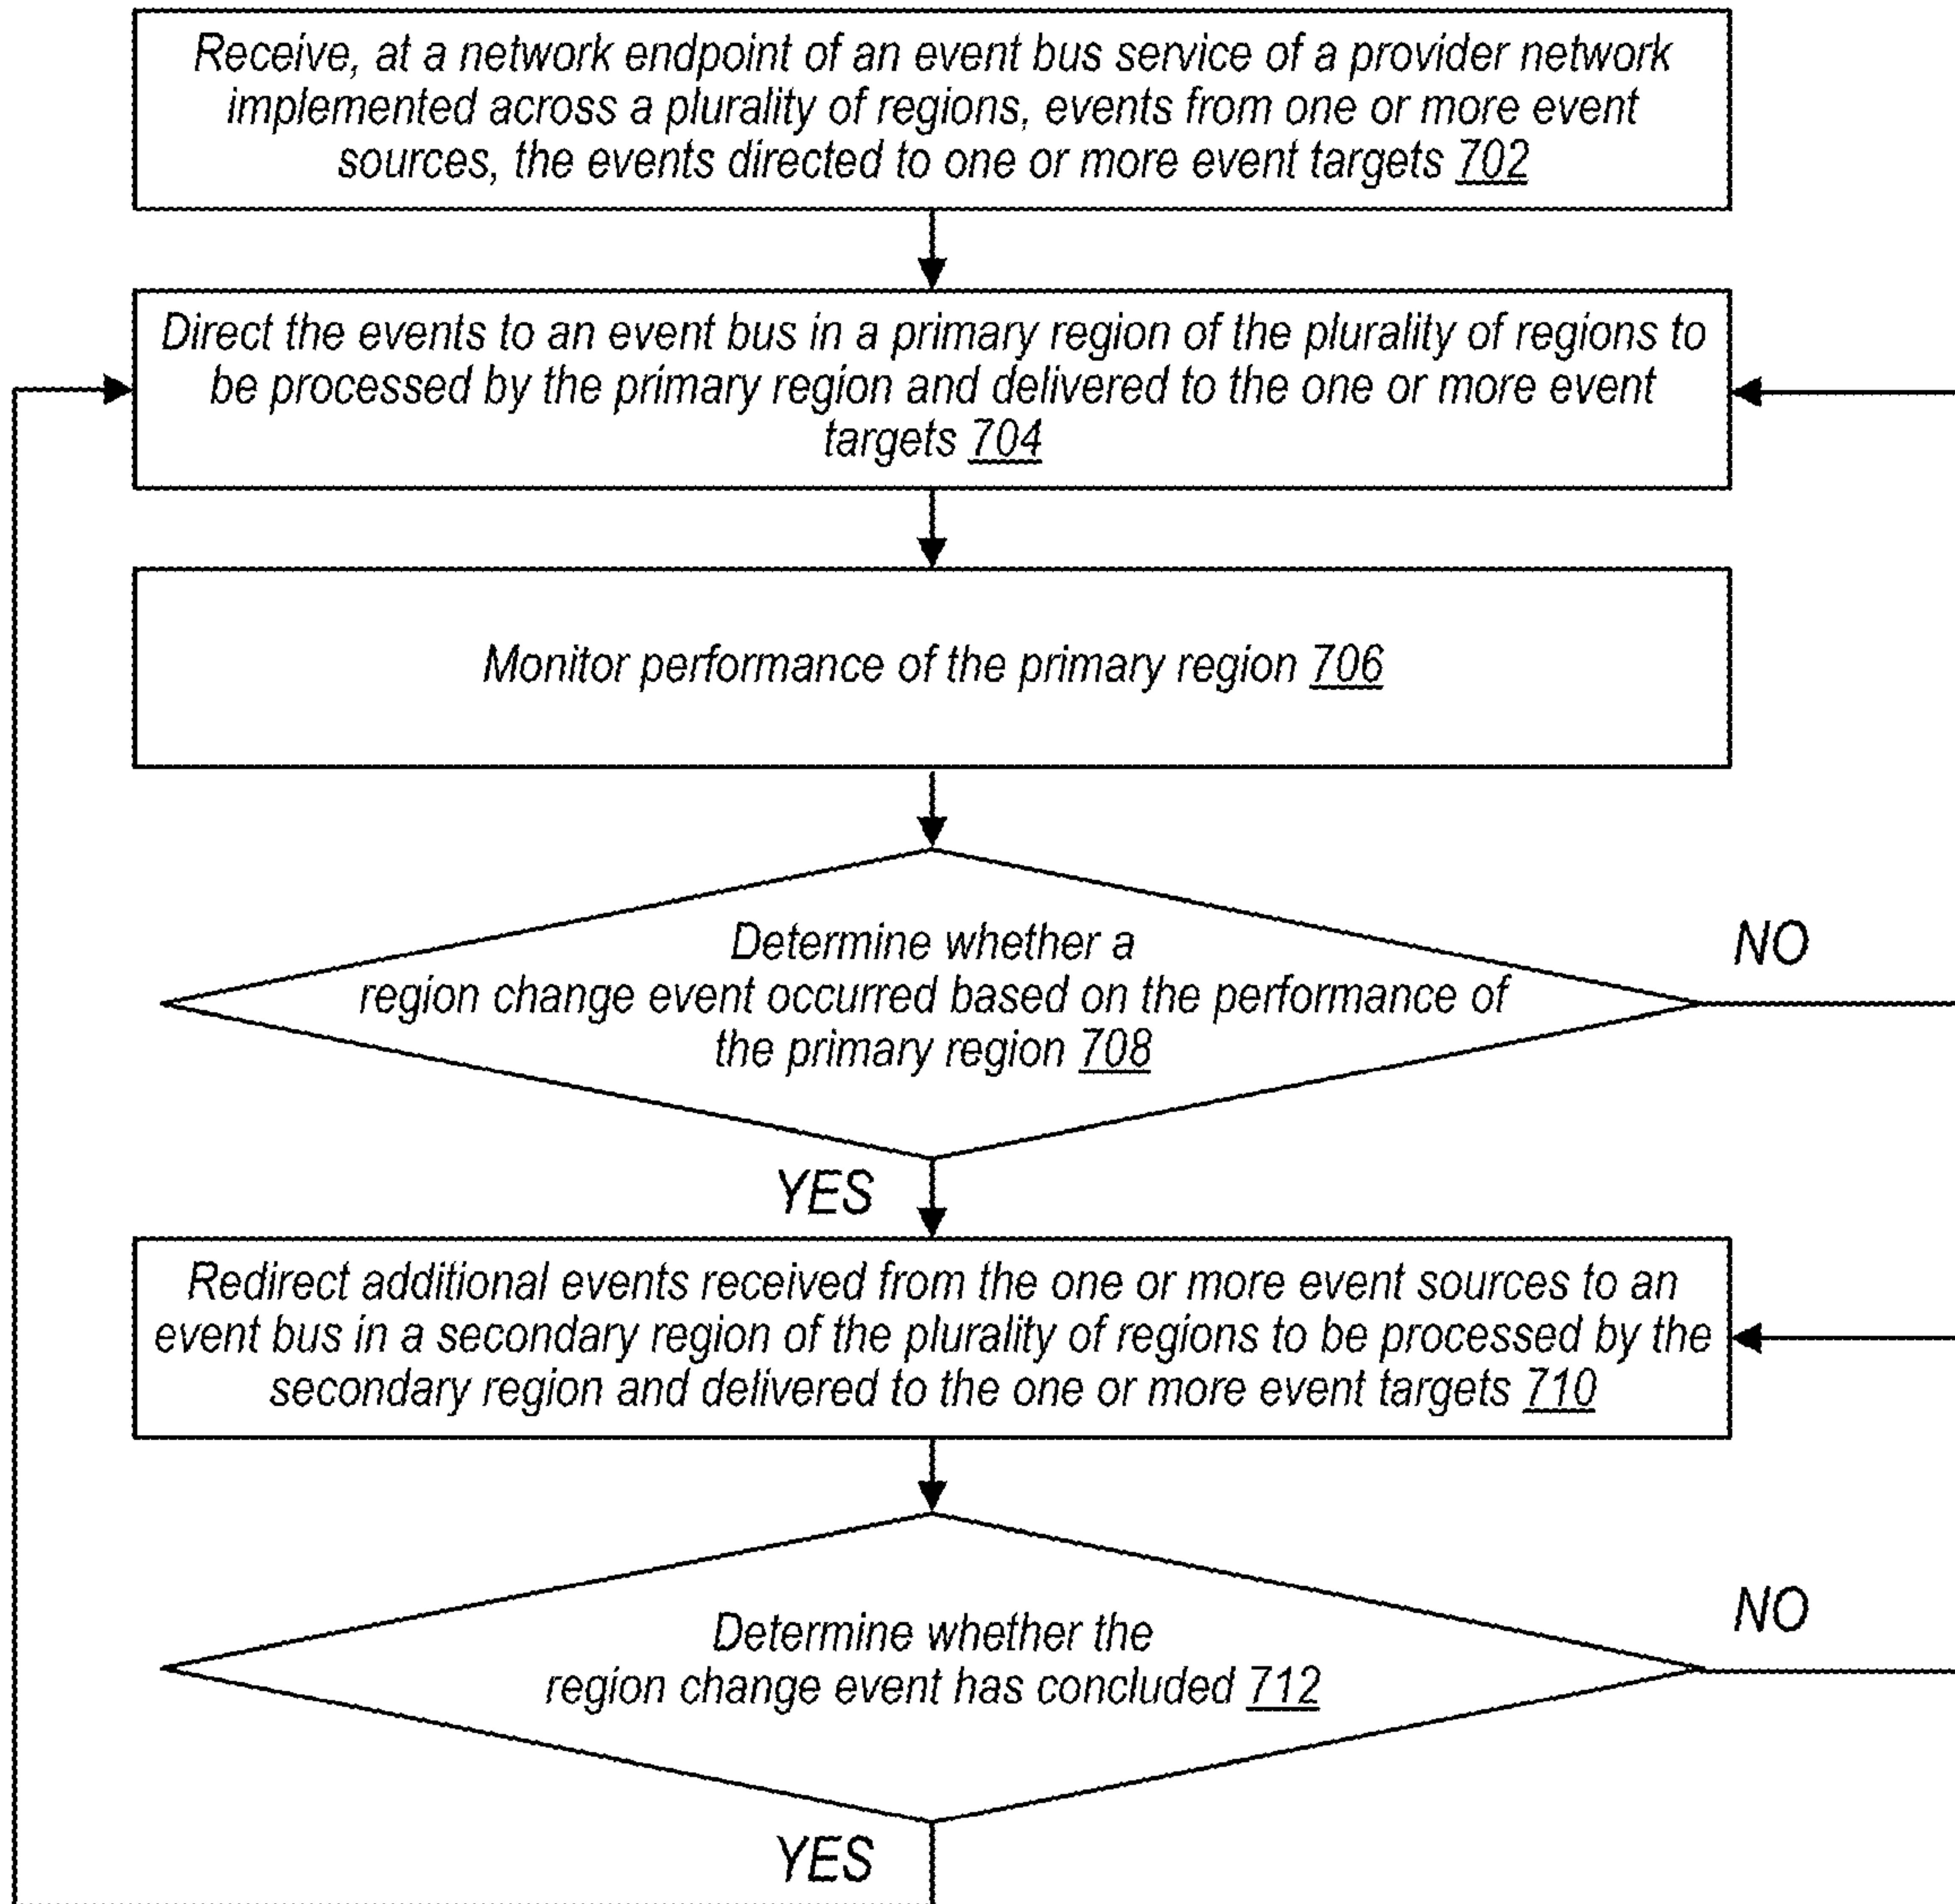 Receive, at a network endpoint of an event bus service of a provider network
implemented across a plurality of regions, events from one or more event
sources, the events directed to one or more event targets 702
Direct the events to an event bus in a primary region of the plurality of regions to
be processed by the primary region and delivered to the one or more event
targets 704
Monitor performance of the primary region 706
Determine whether a
region change event occurred based on the performance of
the primary region 708
NO
YES
Redirect additional events received from the one or more event sources to an
event bus in a secondary region of the plurality of regions to be processed by the
secondary region and delivered to the one or more event targets 710
Determine whether the
region change event has concluded 712
NO
YES